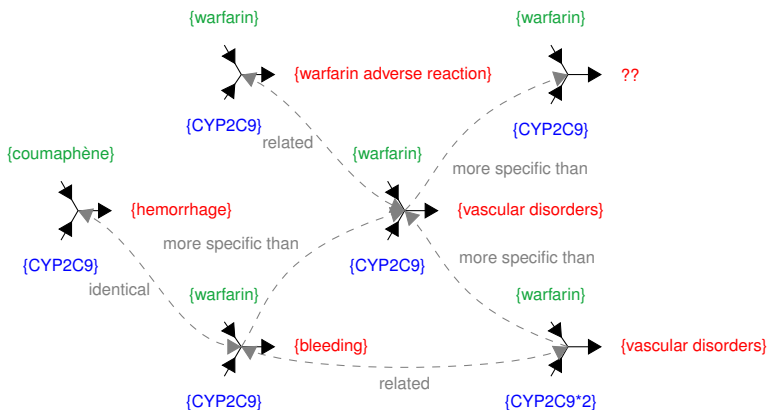 {warfarin}
{warfarin}
{warfarin adverse reaction}
??
{CYP2C9}
{CYP2C9}
related
{coumaphène}
{warfarin}
more specific than
{hemorrhage}
{vascular disorders}
more specific than
{CYP2C9}
{CYP2C9}
more specific than
identical
{warfarin}
{warfarin}
{bleeding}
{vascular disorders}
related
{CYP2C9}
{CYP2C9*2}